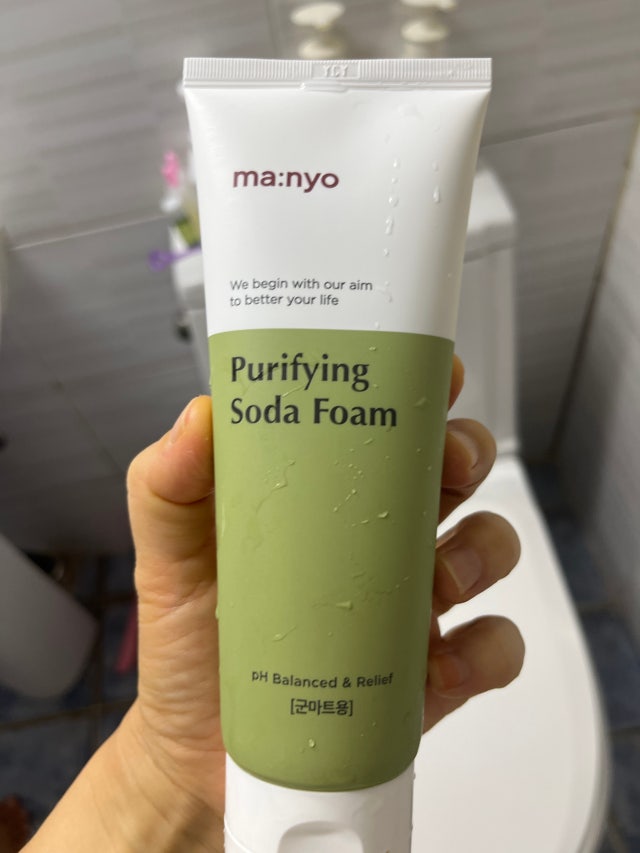 ma:nyo
We begin with our aim
to better your life
Purifying
Soda Foam
pH Balanced & Relief
[군마트용]